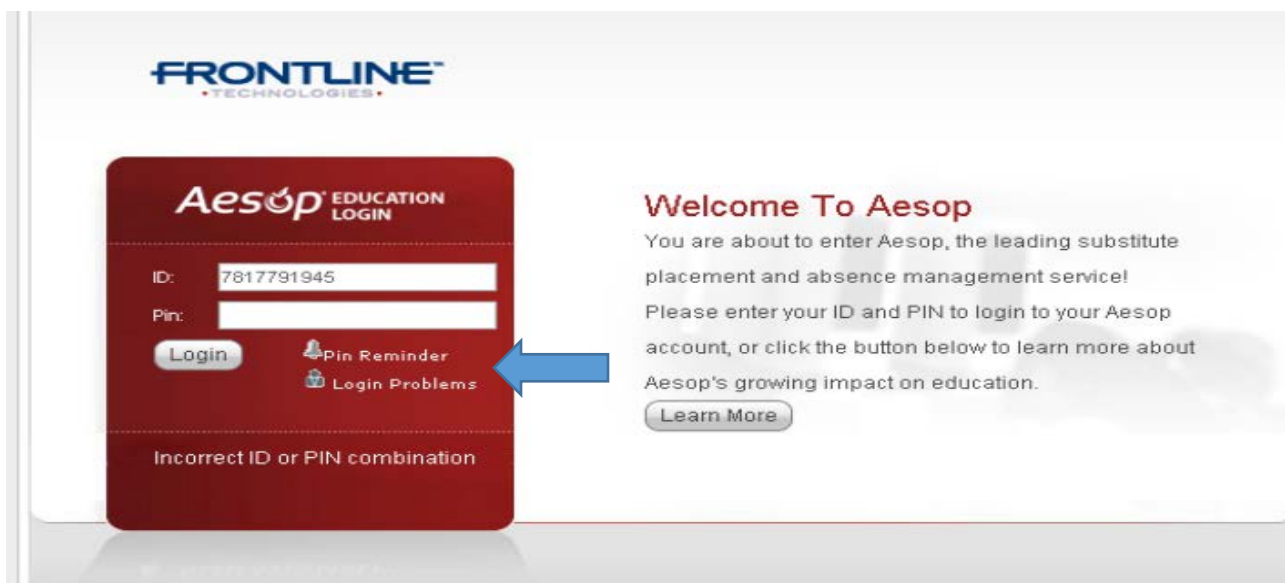 FRONTLINE™
•TECHNOLOGIES•
Aesop® EDUCATION
LOGIN
ID: 7817791945
Pin:
Login
Pin Reminder
Login Problems
Incorrect ID or PIN combination
Welcome To Aesop
You are about to enter Aesop, the leading substitute
placement and absence management service!
Please enter your ID and PIN to login to your Aesop
account, or click the button below to learn more about
Aesop's growing impact on education.
Learn More